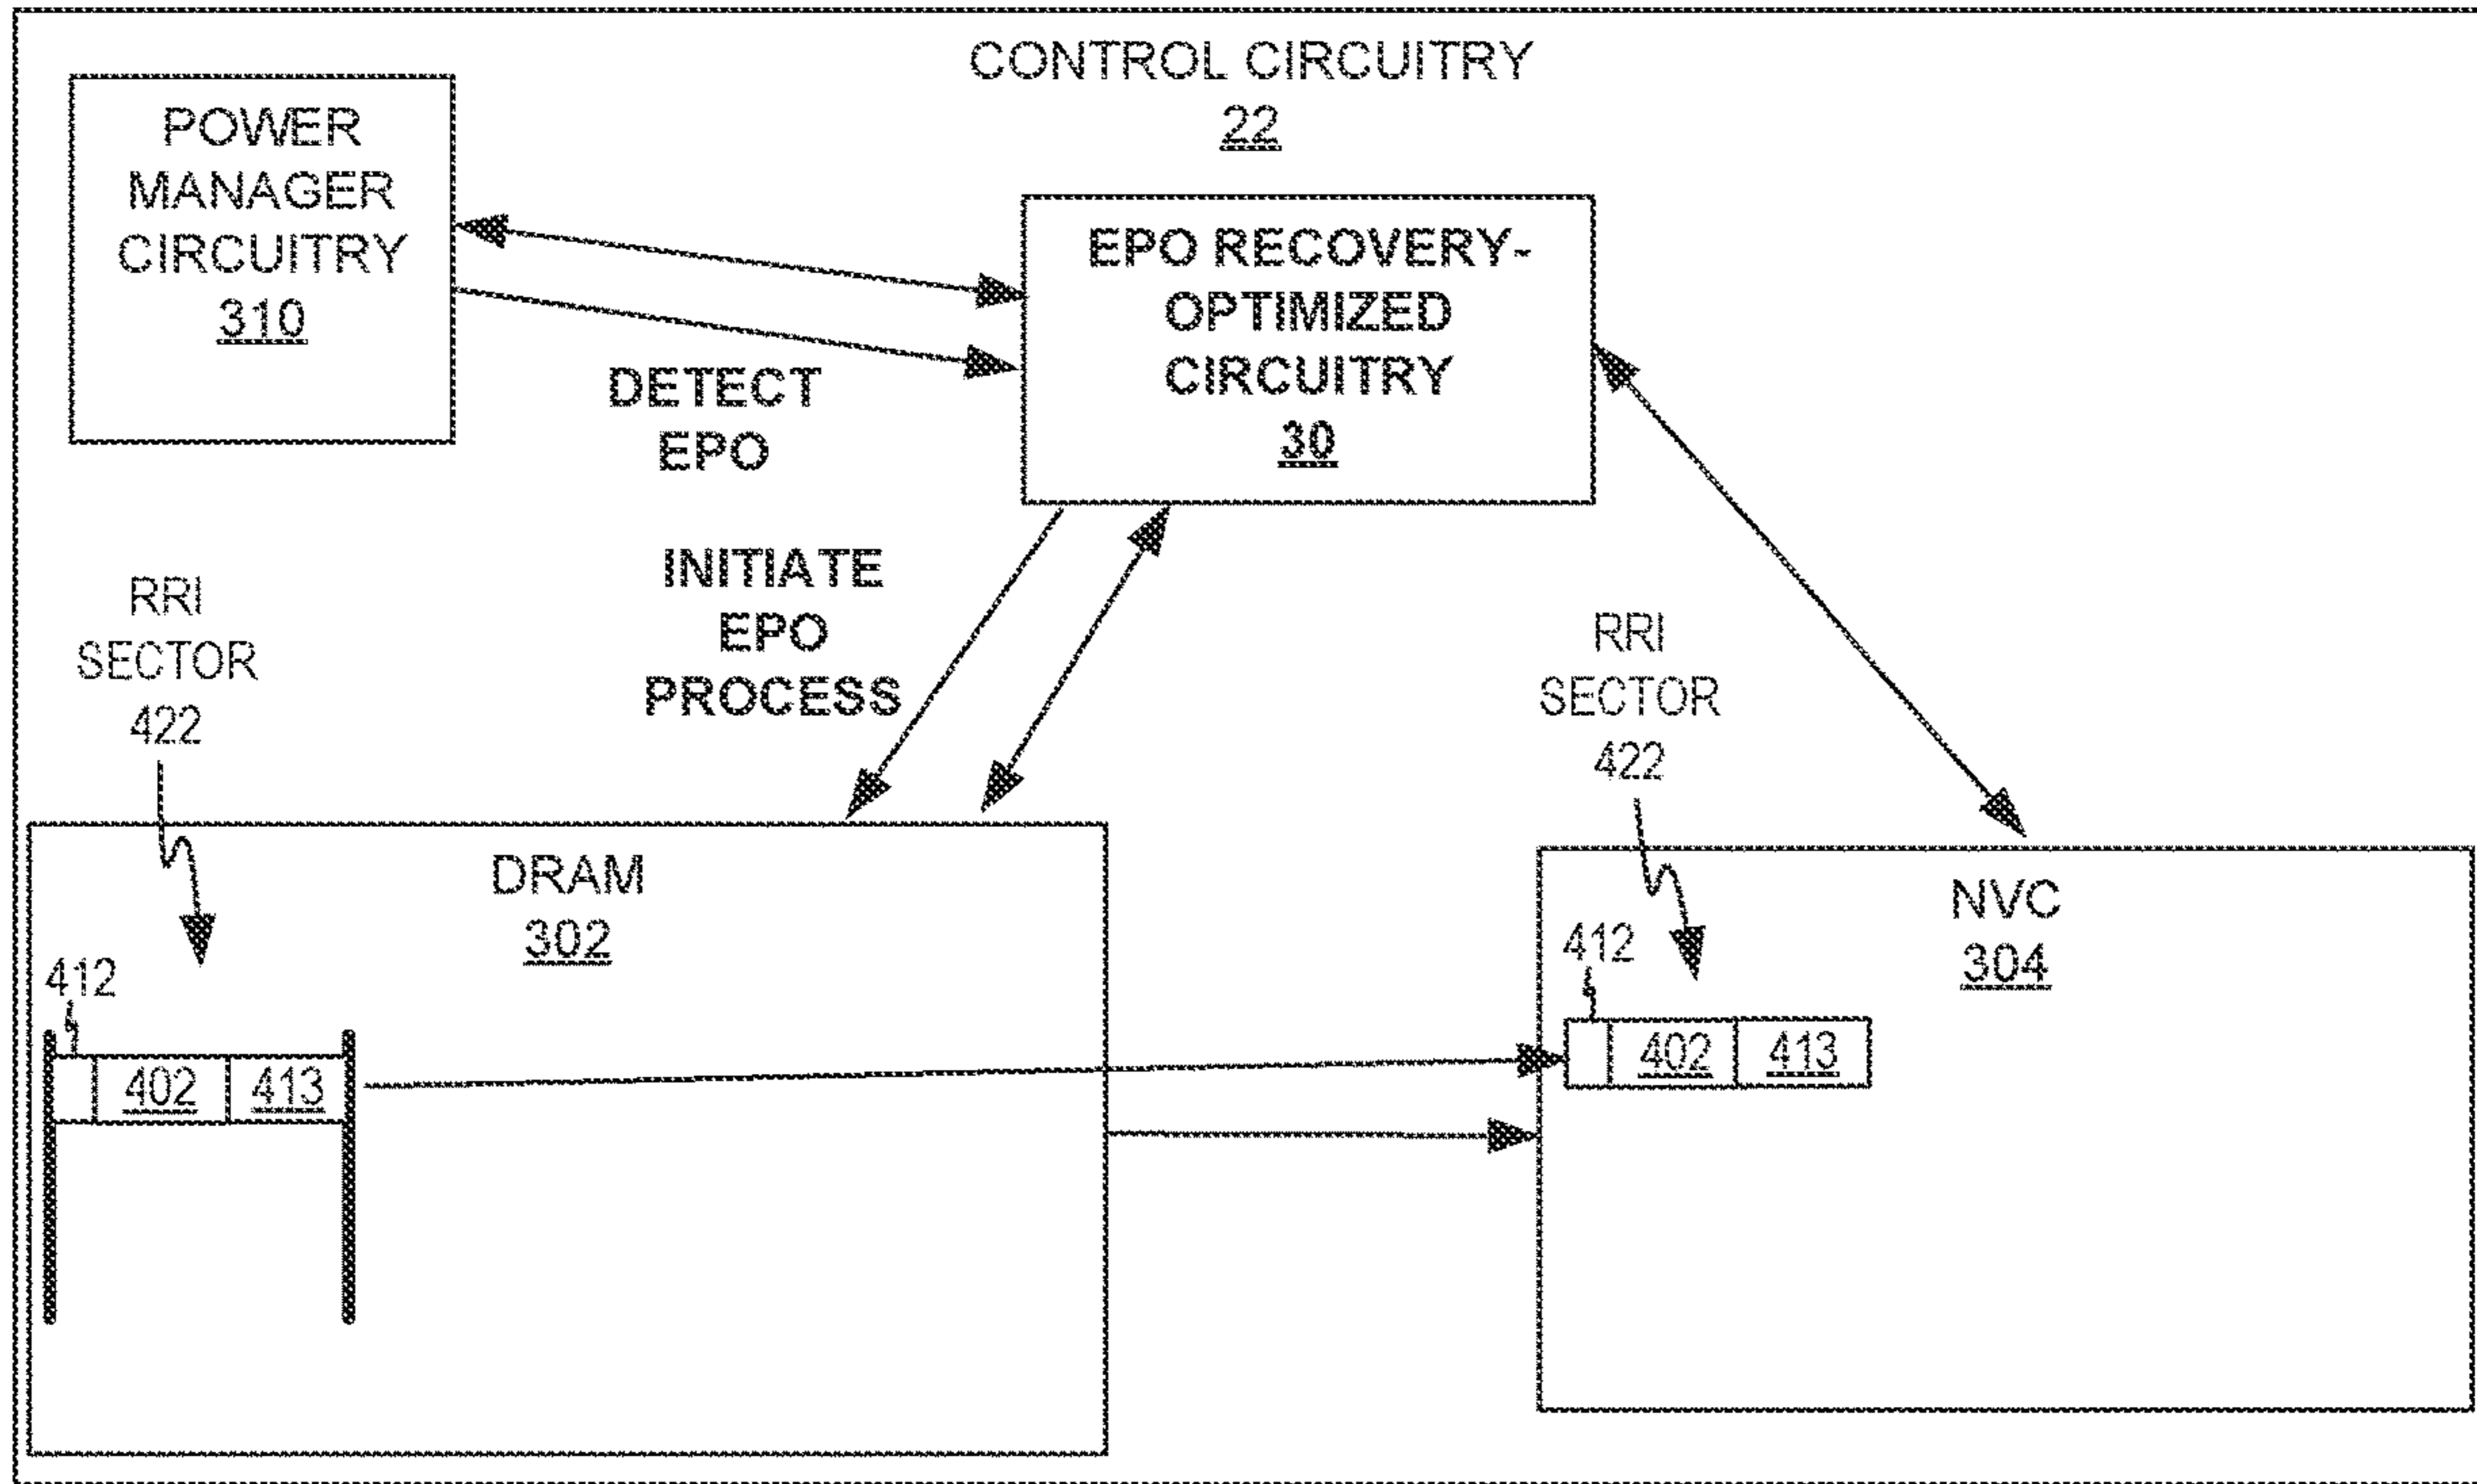 CONTROL CIRCUITRY
22
POWER
MANAGER
CIRCUITRY
310
EPO RECOVERY-
OPTIMIZED
CIRCUITRY
30
DETECT
EPO
INITIATE
EPO
PROCESS
RRI
SECTOR
422
RRI
SECTOR
422
DRAM
302
412
402 413
NVC
304
412
402 413